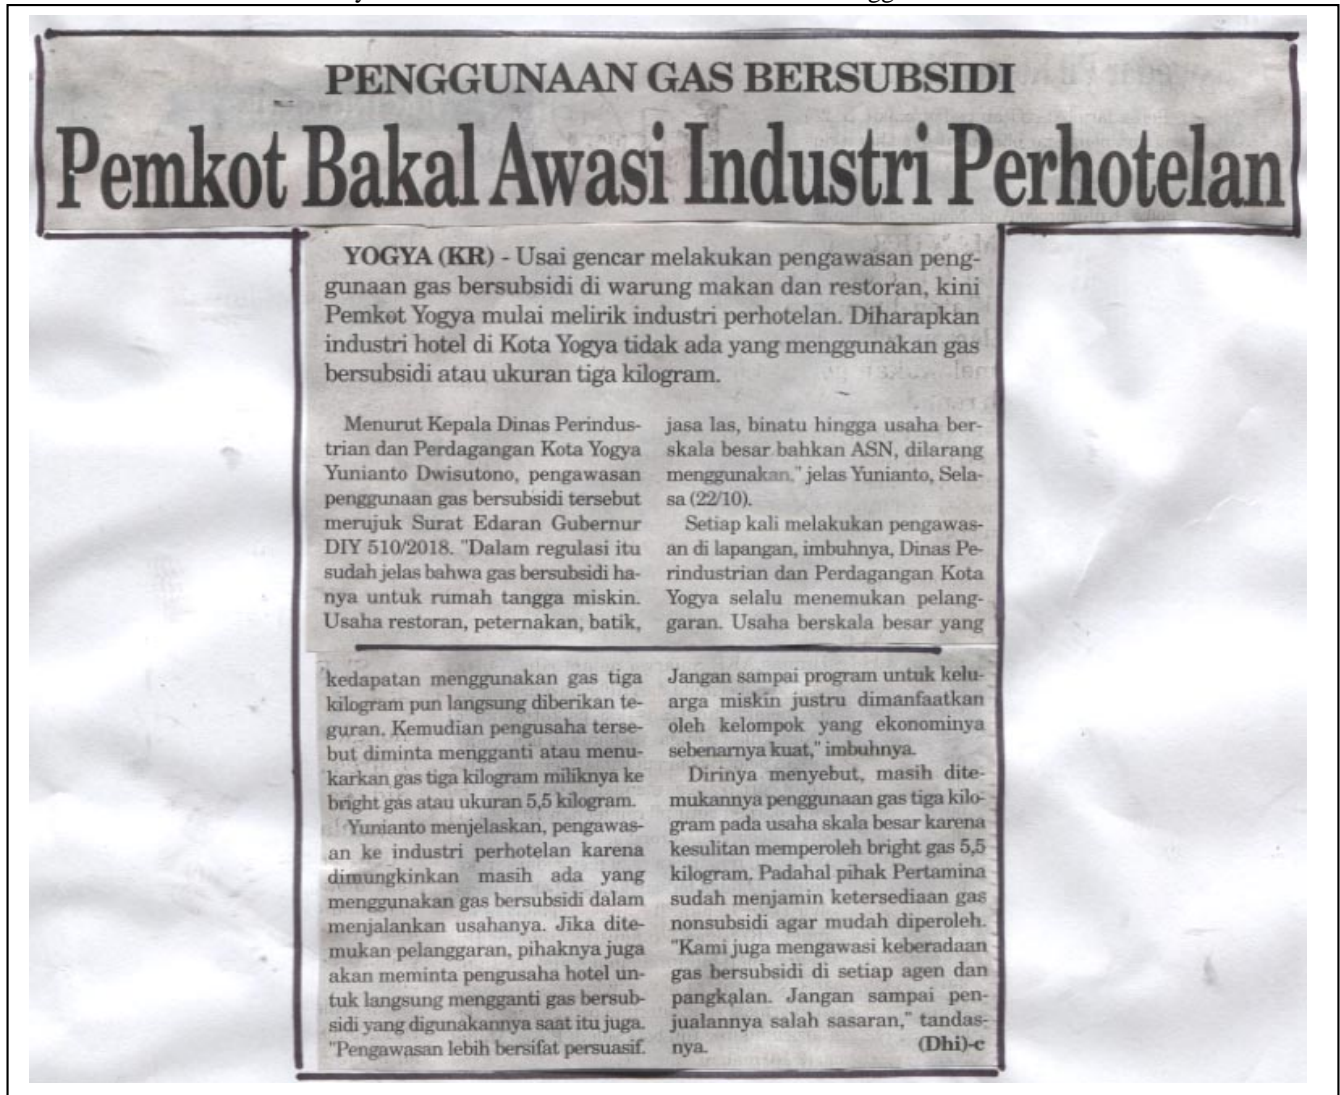 PENGGUNAAN GAS BERSUBSIDI
Pemkot Bakal Awasi Industri Perhotelan
YOGYA (KR) - Usai gencar melakukan pengawasan peng-
gunaan gas bersubsidi di warung makan dan restoran, kini
Pemkot Yogya mulai melirik industri perhotelan. Diharapkan
industri hotel di Kota Yogya tidak ada yang menggunakan gas
bersubsidi atau ukuran tiga kilogram.
Menurut Kepala Dinas Perindus-
trian dan Perdagangan Kota Yogya
Yunianto Dwisutono, pengawasan
penggunaan gas bersubsidi tersebut
merujuk Surat Edaran Gubernur
DIY 510/2018. "Dalam regulasi itu
sudah jelas bahwa gas bersubsidi ha-
nya untuk rumah tangga miskin.
Usaha restoran, peternakan, batik,
jasa las, binatu hingga usaha ber-
skala besar bahkan ASN, dilarang
menggunakan," jelas Yunianto, Sela-
sa (22/10).
Setiap kali melakukan pengawas-
an di lapangan, imbuhnya, Dinas Pe-
rindustrian dan Perdagangan Kota
Yogya selalu menemukan pelang-
garan. Usaha berskala besar yang
kedapatan menggunakan gas tiga
kilogram pun langsung diberikan te-
guran. Kemudian pengusaha terse-
but diminta mengganti atau menu-
karkan gas tiga kilogram miliknya ke
bright gas atau ukuran 5,5 kilogram.
Yunianto menjelaskan, pengawas-
an ke industri perhotelan karena
dimungkinkan masih ada yang
menggunakan gas bersubsidi dalam
menjalankan usahanya. Jika dite-
mukan pelanggaran, pihaknya juga
akan meminta pengusaha hotel un-
tuk langsung mengganti gas bersub-
sidi yang digunakannya saat itu juga.
"Pengawasan lebih bersifat persuasif.
Jangan sampai program untuk kelu-
arga miskin justru dimanfaatkan
oleh kelompok yang ekonominya
sebenarnya kuat," imbuhnya.
Dirinya menyebut, masih dite-
mukannya penggunaan gas tiga kilo-
gram pada usaha skala besar karena
kesulitan memperoleh bright gas 5,5
kilogram. Padahal pihak Pertamina
sudah menjamin ketersediaan gas
nonsubsidi agar mudah diperoleh.
"Kami juga mengawasi keberadaan
gas bersubsidi di setiap agen dan
pangkalan. Jangan sampai pen-
jualannya salah sasaran," tandas-
nya. (Dhi)-c